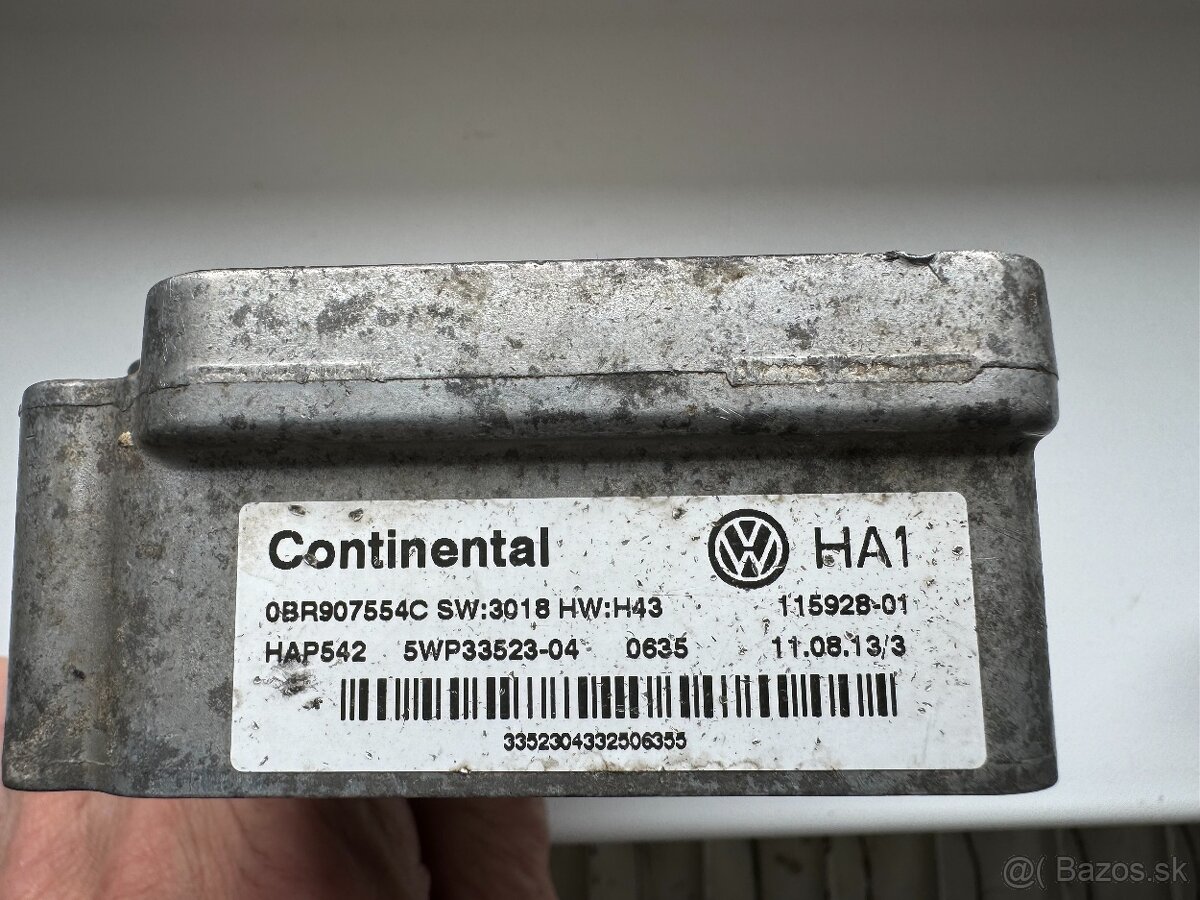 Continental HA1
0BR907554C SW:3018 HW:H43 115928-01
HAP542 5WP33523-04 0635 11.08.13/3
3352304332506355
@( Bazos.sk